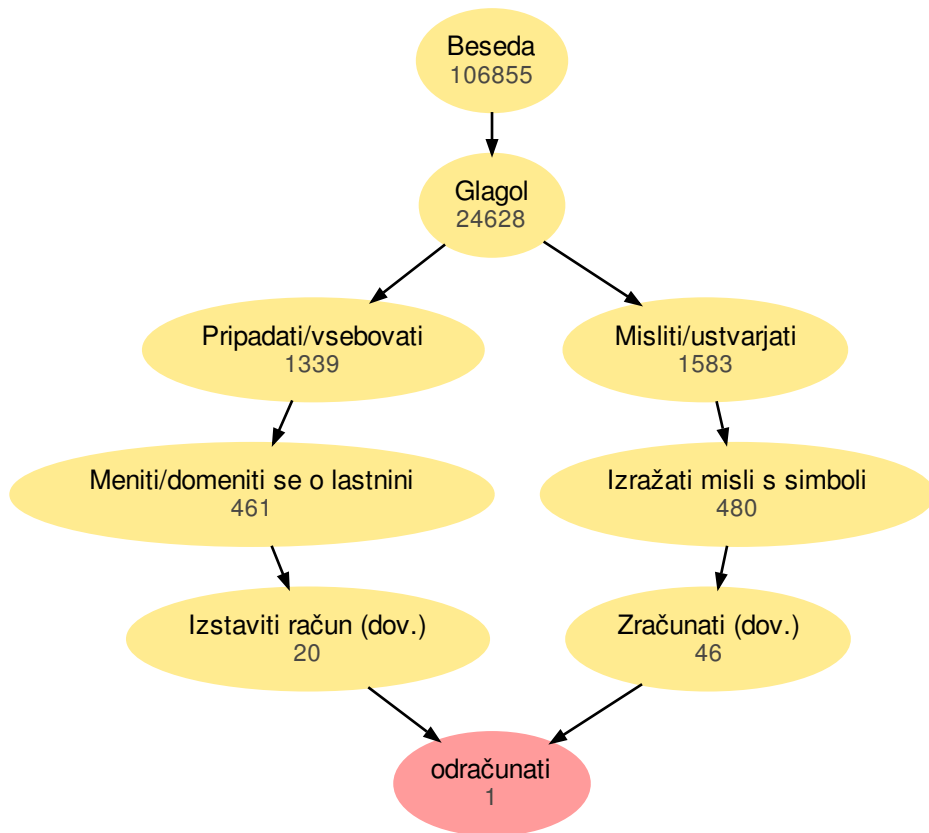 Beseda
106855
Glagol
24628
Pripadati/vsebovati
1339
Misliti/ustvarjati
1583
Meniti/domeniti se o lastnini
461
Izražati misli s simboli
480
Izstaviti račun (dov.)
20
Zračunati (dov.)
46
odračunati
1